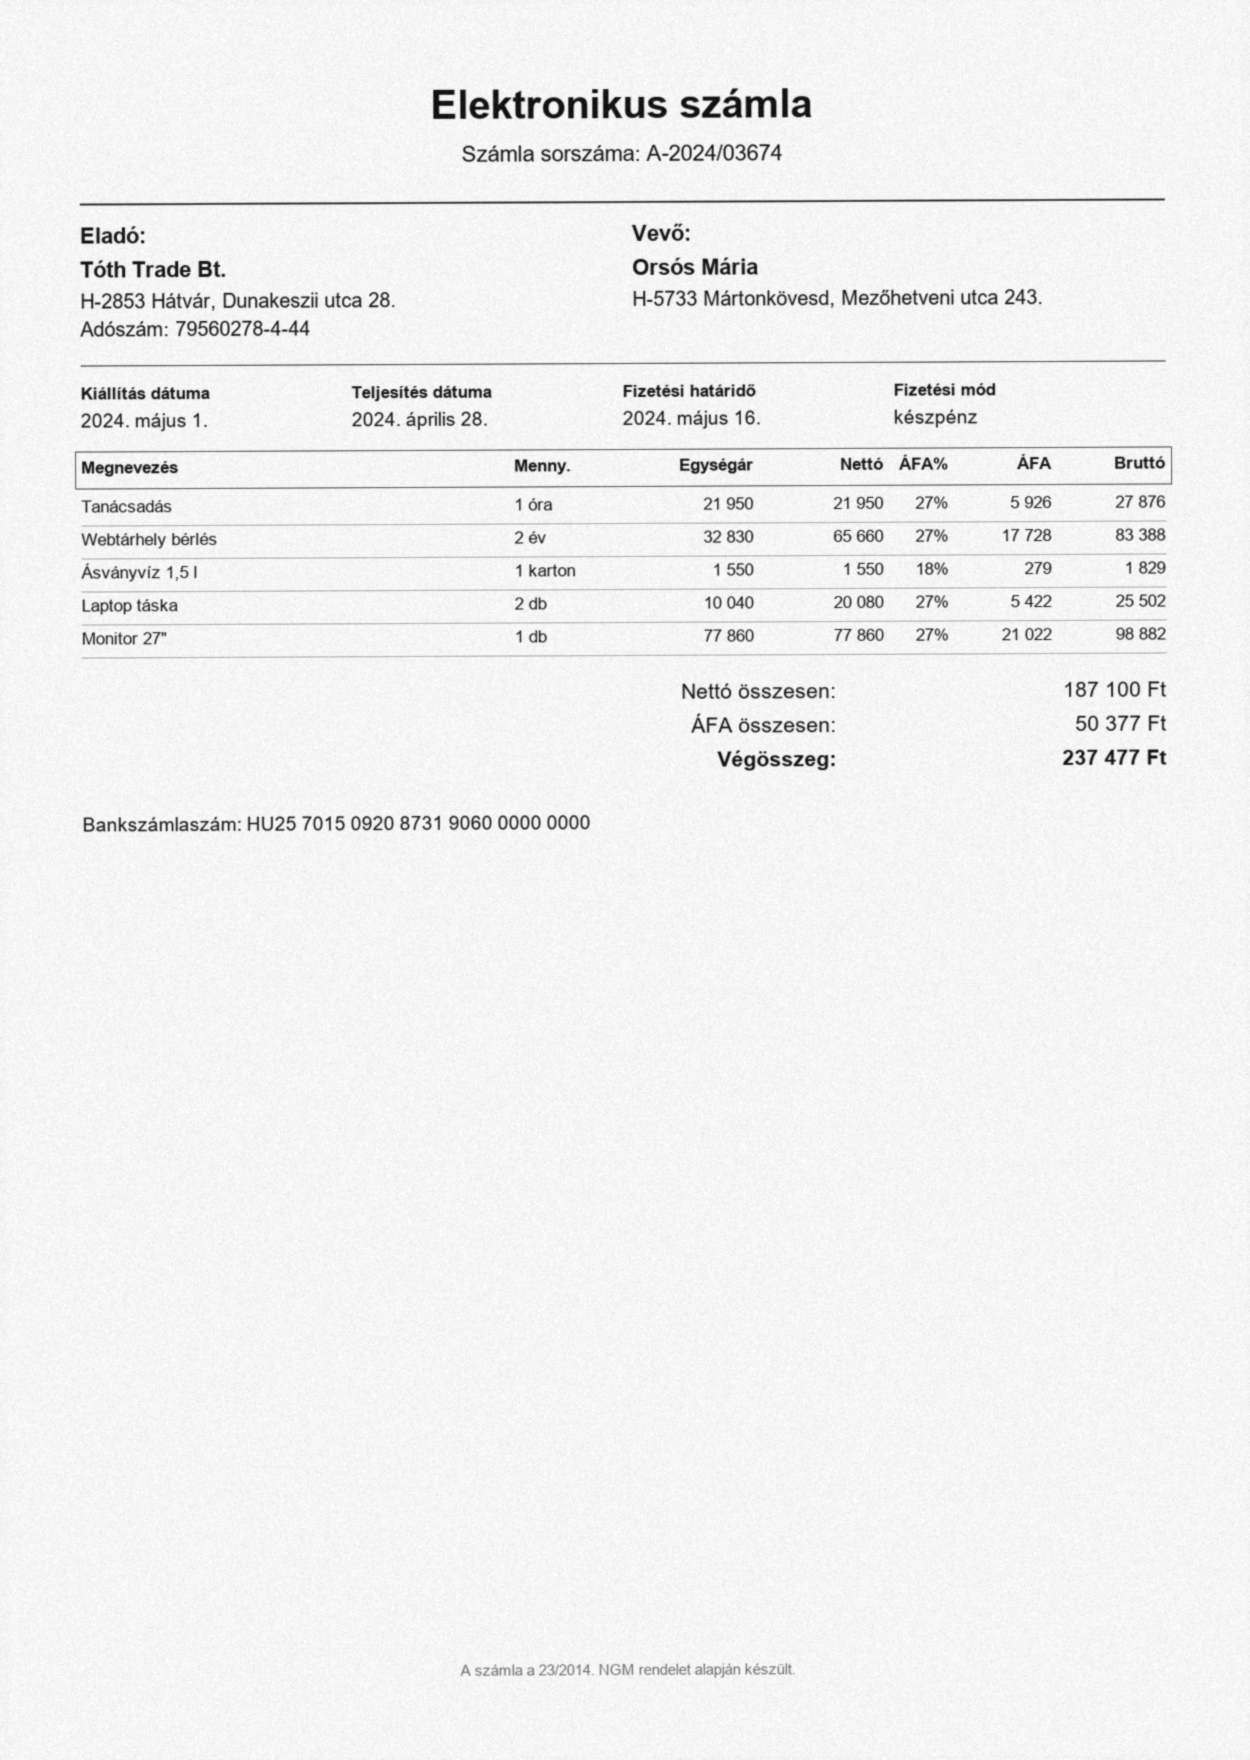 Elektronikus számla
Számla sorszáma: A-2024/03674
Eladó:
Tóth Trade Bt.
H-2853 Hátvár, Dunakeszii utca 28.
Adószám: 79560278-4-44
Vevő:
Orsós Mária
H-5733 Mártonkövesd, Mezőhetveni utca 243.
Kiállítás dátuma Teljesítés dátuma Fizetési határidő Fizetési mód
2024. május 1. 2024. április 28. 2024. május 16. készpénz
Megnevezés Menny. Egységár Nettó ÁFA% ÁFA Bruttó
Tanácsadás 1 óra 21 950 21 950 27% 5 926 27 876
Webtárhely bérlés 2 év 32 830 65 660 27% 17 728 83 388
Ásványvíz 1,5 l 1 karton 1 550 1 550 18% 279 1 829
Laptop táska 2 db 10 040 20 080 27% 5 422 25 502
Monitor 27" 1 db 77 860 77 860 27% 21 022 98 882
Nettó összesen: 187 100 Ft
ÁFA összesen: 50 377 Ft
Végösszeg: 237 477 Ft
Bankszámlaszám: HU25 7015 0920 8731 9060 0000 0000
A számla a 23/2014. NGM rendelet alapján készült.